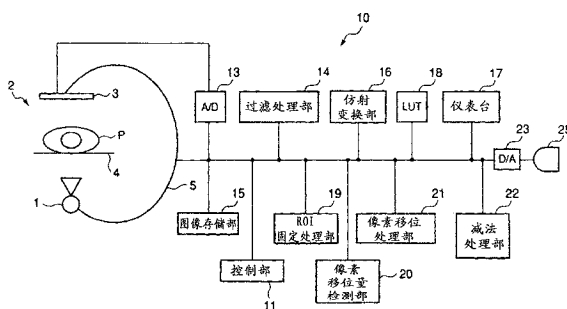 10
2
3
P
4
1
5
13
A/D
14
过滤处理部
16
仿射
变换部
18
LUT
17
仪表台
23
D/A
25
15
图像存储部
19
ROI
固定处理部
21
像素移位
处理部
22
减法
处理部
控制部
11
像素
移位量
检测部
20